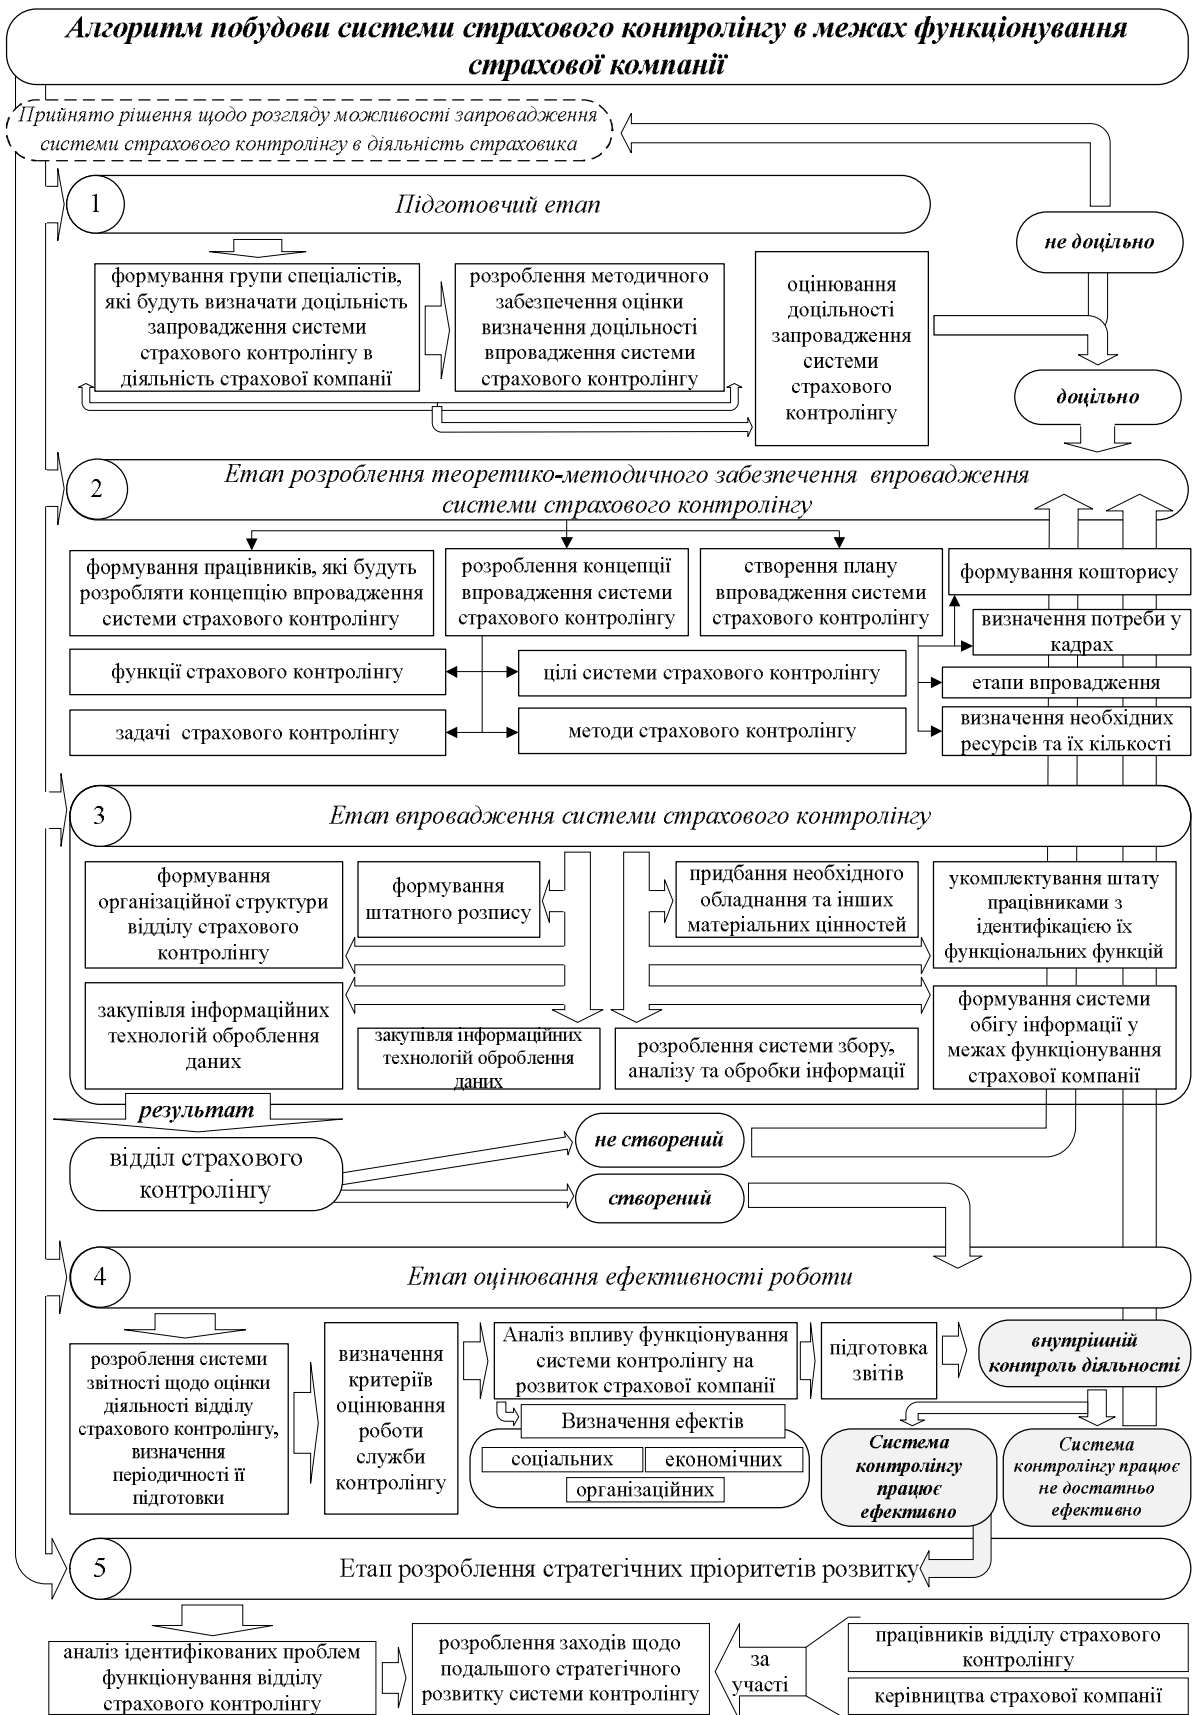 Алгоритм побудови системи страхового контролінгу в межах функціонування
страхової компанії
Прийнято рішення щодо розгляду можливості запровадження
системи страхового контролінгу в діяльність страховика
1
Підготовчий етап
не доцільно
формування групи спеціалістів,
які будуть визначати доцільність
запровадження системи
страхового контролінгу в
діяльність страхової компанії
розроблення методичного
забезпечення оцінки
визначення доцільності
впровадження системи
страхового контролінгу
оцінювання
доцільності
запровадження
системи
страхового
контролінгу
доцільно
2
Етап розроблення теоретико-методичного забезпечення впровадження
системи страхового контролінгу
формування працівників, які будуть
розробляти концепцію впровадження
системи страхового контролінгу
розроблення концепції
впровадження системи
страхового контролінгу
створення плану
впровадження системи
страхового контролінгу
формування кошторису
визначення потреби у
кадрах
функції страхового контролінгу
цілі системи страхового контролінгу
етапи впровадження
задачі страхового контролінгу
методи страхового контролінгу
визначення необхідних
ресурсів та їх кількості
3
Етап впровадження системи страхового контролінгу
формування
організаційної структури
відділу страхового
контролінгу
формування
штатного розпису
придбання необхідного
обладнання та інших
матеріальних цінностей
укомплектування штату
працівниками з
ідентифікацією їх
функціональних функцій
закупівля інформаційних
технологій оброблення
даних
закупівля інформаційних
технологій оброблення
даних
розроблення системи збору,
аналізу та обробки інформації
формування системи
обігу інформації у
межах функціонування
страхової компанії
результат
відділ страхового
контролінгу
не створений
створений
4
Етап оцінювання ефективності роботи
розроблення системи
звітності щодо оцінки
діяльності відділу
страхового контролінгу,
визначення
періодичності її
підготовки
визначення
критеріїв
оцінювання
роботи
служби
контролінгу
Аналіз впливу функціонування
системи контролінгу на
розвиток страхової компанії
Визначення ефектів
соціальних
економічних
організаційних
підготовка
звітів
внутрішній
контроль діяльності
Система
контролінгу
працює
ефективно
Система
контролінгу працює
не достатньо
ефективно
5
Етап розроблення стратегічних пріоритетів розвитку
аналіз ідентифікованих проблем
функціонування відділу
страхового контролінгу
розроблення заходів щодо
подальшого стратегічного
розвитку системи контролінгу
за
участі
працівників відділу страхового
контролінгу
керівництва страхової компанії